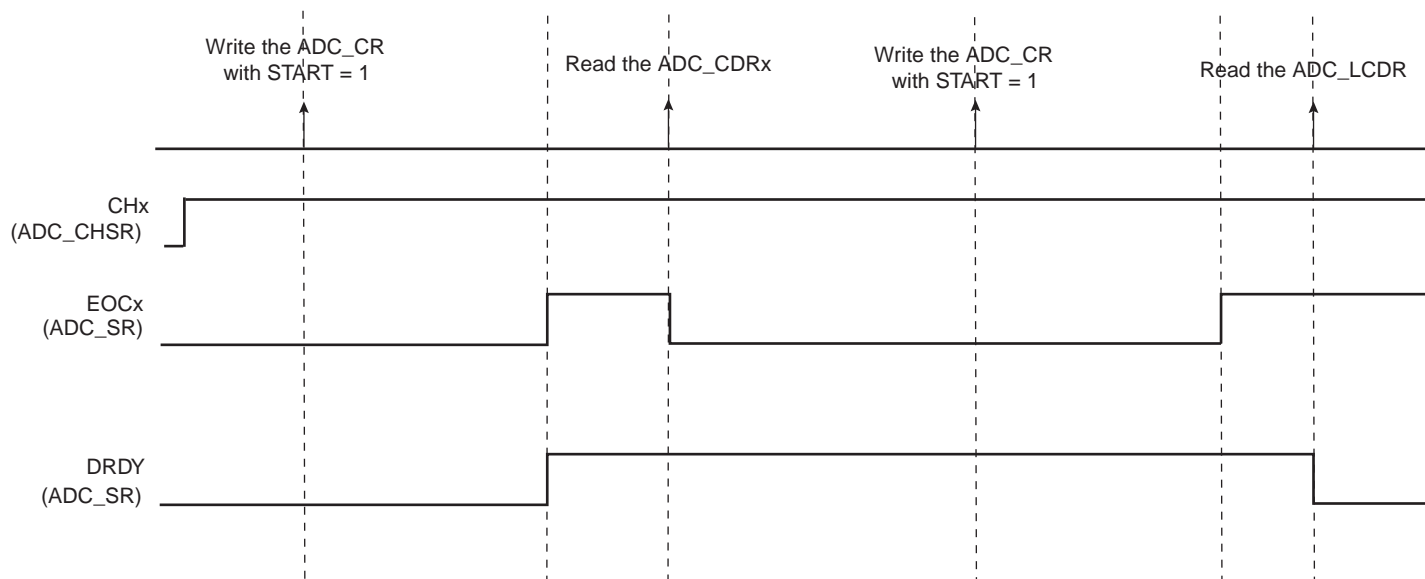 Write the ADC_CR
with START = 1
Read the ADC_CDRx
Write the ADC_CR
with START = 1
Read the ADC_LCDR
CHx
(ADC_CHSR)
EOCx
(ADC_SR)
DRDY
(ADC_SR)